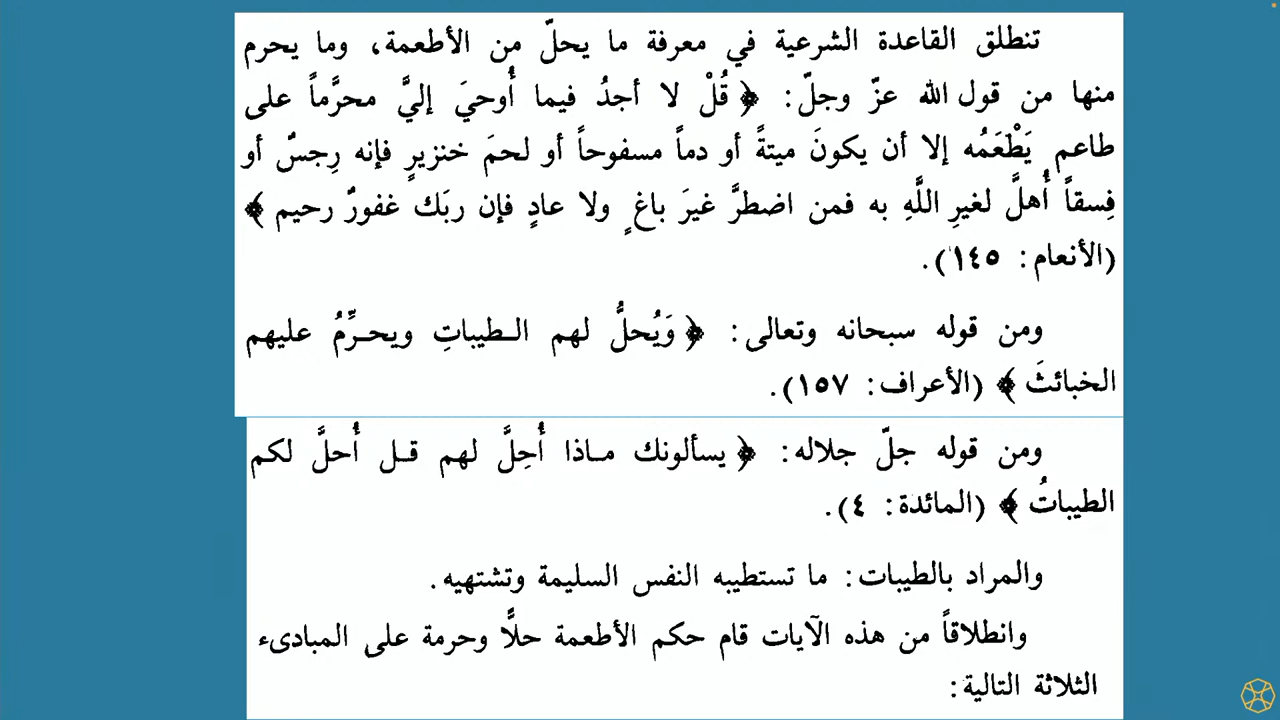 تنطلق القاعدة الشرعية في معرفة ما يحلّ من الأطعمة، وما يحرم
منها من قول الله عزّ وجلّ: ﴿ قُلْ لا أجدُ فيما أُوحيَ إليَّ محرَّماً على
طاعم يَطْعَمُه إلا أن يكونَ ميتةً أو دماً مسفوحاً أو لحمَ خنزيرٍ فإنه رِجسٌ أو
فِسقاً أُهلَّ لغيرِ اللَّهِ به فمن اضطرَّ غيرَ باغٍ ولا عادٍ فإن ربَك غفورٌ رحيم ﴾
(الأنعام: ١٤٥).
ومن قوله سبحانه وتعالى: ﴿ وَيُحلُّ لهم الـطيباتِ ويحـرِّمُ عليهم
الخبائثَ ﴾ (الأعراف: ١٥٧).
ومن قوله جلّ جلاله: ﴿ يسألونك مـاذا أُحِلَّ لهم قـل أُحلَّ لكم
الطيباتُ ﴾ (المائدة: ٤).
والمراد بالطيبات: ما تستطيبه النفس السليمة وتشتهيه.
وانطلاقاً من هذه الآيات قام حكم الأطعمة حلاًّ وحرمة على المبادىء
الثلاثة التالية: